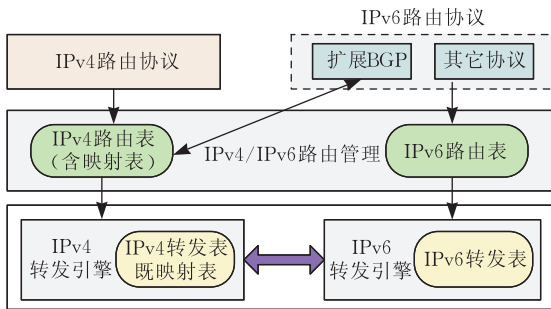 IPv6路由协议
IPv4路由协议
扩展BGP
其它协议
IPv4路由表
（含映射表）
IPv4/IPv6路由管理
IPv6路由表
IPv4
转发引擎
IPv4转发表
既映射表
IPv6
转发引擎
IPv6转发表